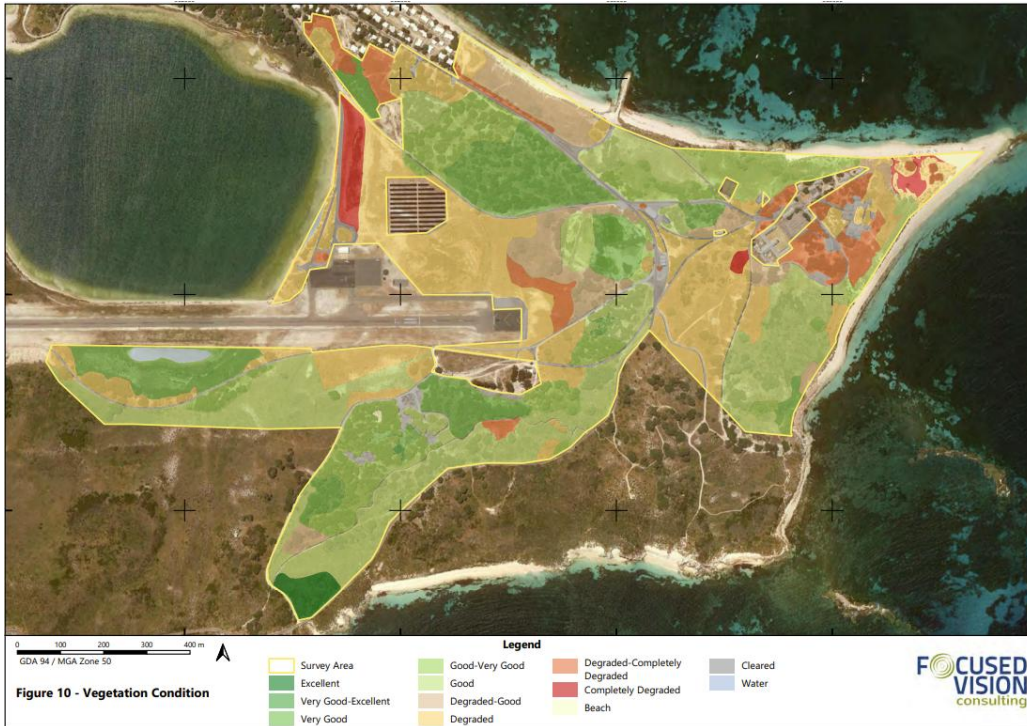 0 100 200 300 400 m
GDA 94 / MGA Zone 50
Figure 10 - Vegetation Condition
Legend
Survey Area
Excellent
Very Good-Excellent
Very Good
Good-Very Good
Good
Degraded-Good
Degraded
Degraded-Completely
Degraded
Completely Degraded
Beach
Cleared
Water
FOCUSED
VISION
consulting